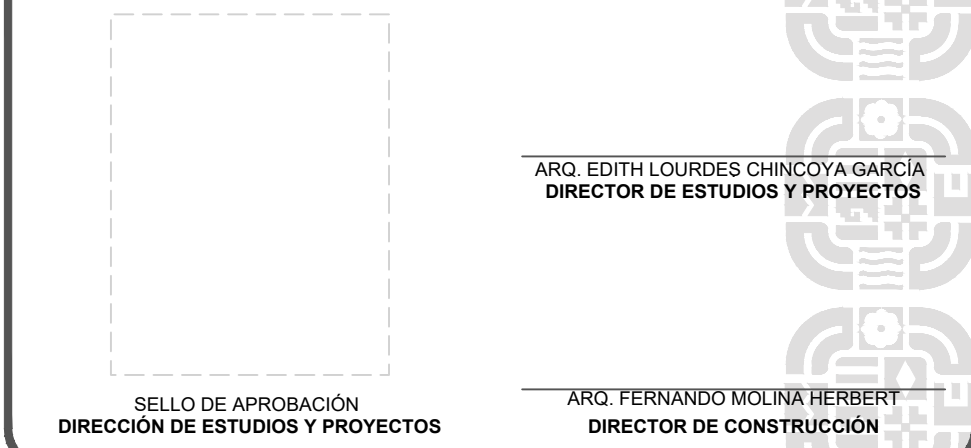 ARQ. EDITH LOURDES CHINCOYA GARCÍA
DIRECTOR DE ESTUDIOS Y PROYECTOS
SELLO DE APROBACIÓN
DIRECCIÓN DE ESTUDIOS Y PROYECTOS
ARQ. FERNANDO MOLINA HERBERT
DIRECTOR DE CONSTRUCCIÓN